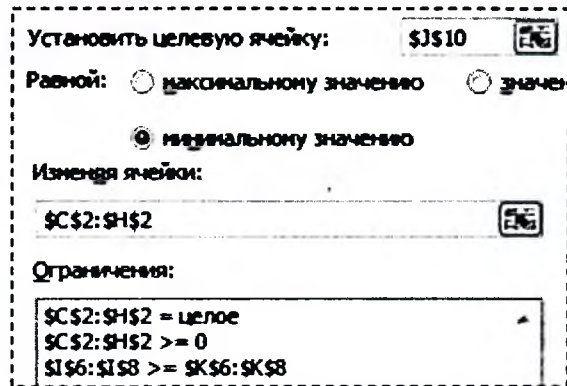 Установить целевую ячейку: $J$10
Равной: максимальному значению значен
минимальному значению
Изменяя ячейки:
$C$2:$H$2
Ограничения:
$C$2:$H$2 = целое
$C$2:$H$2 >= 0
$I$6:$I$8 >= $K$6:$K$8